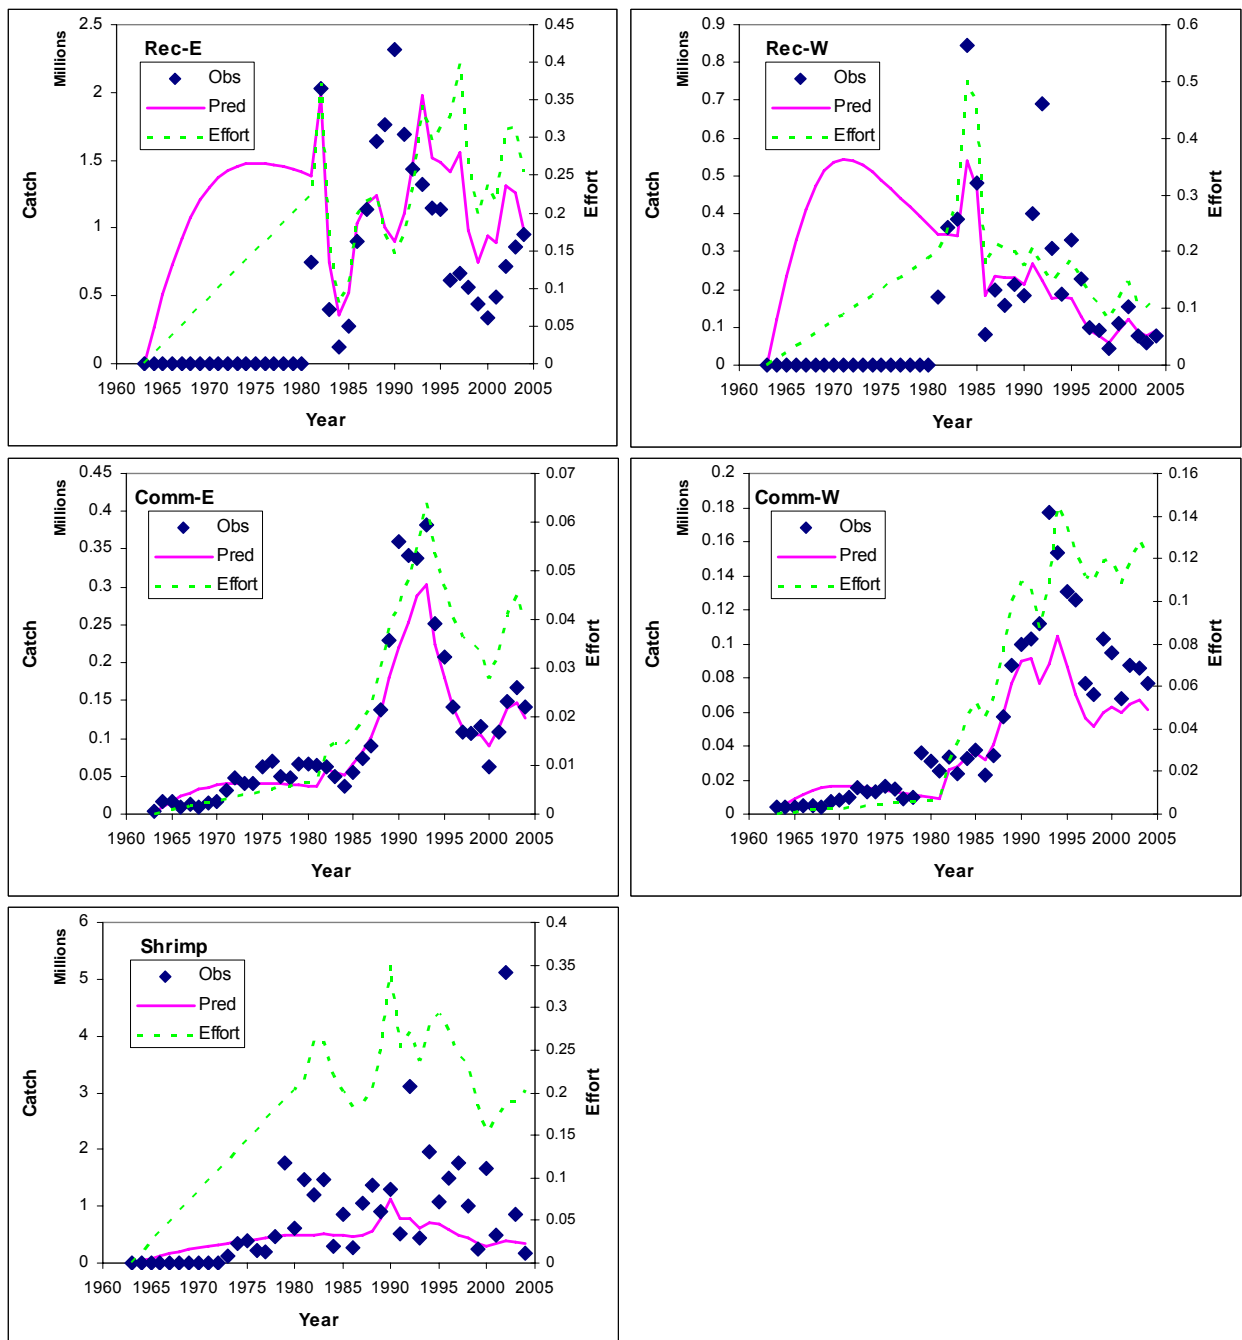 Rec-E
Obs
Pred
Effort
Millions
Catch
Effort
2.5
2
1.5
1
0.5
0
0.45
0.4
0.35
0.3
0.25
0.2
0.15
0.1
0.05
0
1960 1965 1970 1975 1980 1985 1990 1995 2000 2005
Year
Rec-W
Obs
Pred
Effort
Millions
Catch
Effort
0.9
0.8
0.7
0.6
0.5
0.4
0.3
0.2
0.1
0
0.6
0.5
0.4
0.3
0.2
0.1
0
1960 1965 1970 1975 1980 1985 1990 1995 2000 2005
Year
Comm-E
Obs
Pred
Effort
Millions
Catch
Effort
0.45
0.4
0.35
0.3
0.25
0.2
0.15
0.1
0.05
0
0.07
0.06
0.05
0.04
0.03
0.02
0.01
0
1960 1965 1970 1975 1980 1985 1990 1995 2000 2005
Year
Comm-W
Obs
Pred
Effort
Millions
Catch
Effort
0.2
0.18
0.16
0.14
0.12
0.1
0.08
0.06
0.04
0.02
0
0.16
0.14
0.12
0.1
0.08
0.06
0.04
0.02
0
1960 1965 1970 1975 1980 1985 1990 1995 2000 2005
Year
Shrimp
Obs
Pred
Effort
Millions
Catch
Effort
6
5
4
3
2
1
0
0.4
0.35
0.3
0.25
0.2
0.15
0.1
0.05
0
1960 1965 1970 1975 1980 1985 1990 1995 2000 2005
Year